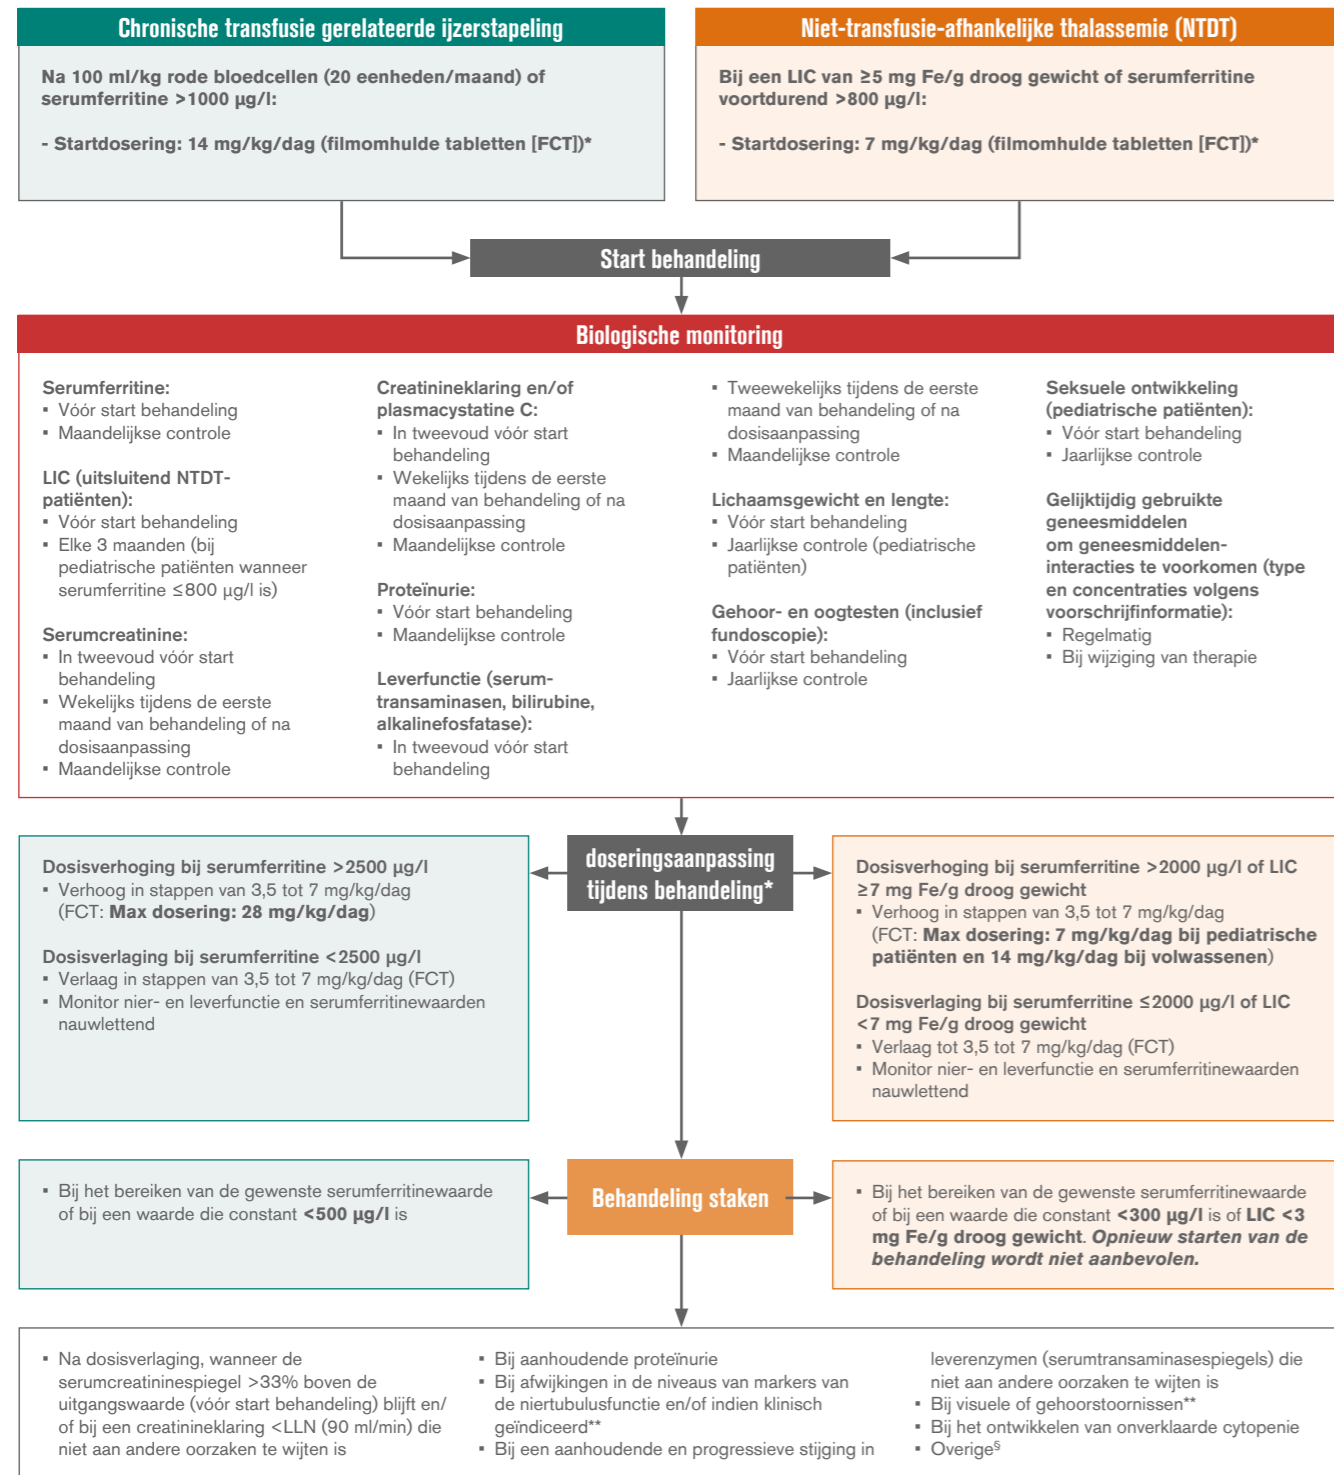 Chronische transfusie gerelateerde ijzerstapeling
Na 100 ml/kg rode bloedcellen (20 eenheden/maand) of
serumferritine >1000 µg/l:
- Startdosering: 14 mg/kg/dag (filmomhulde tabletten [FCT])*
Niet-transfusie-afhankelijke thalassemie (NTDT)
Bij een LIC van ≥5 mg Fe/g droog gewicht of serumferritine
voortdurend >800 µg/l:
- Startdosering: 7 mg/kg/dag (filmomhulde tabletten [FCT])*
Start behandeling
Biologische monitoring
Serumferritine:
▪ Vóór start behandeling
▪ Maandelijkse controle
LIC (uitsluitend NTDT-
patiënten):
▪ Vóór start behandeling
▪ Elke 3 maanden (bij
pediatrische patiënten wanneer
serumferritine ≤800 µg/l is)
Serumcreatinine:
▪ In tweevoud vóór start
behandeling
▪ Wekelijks tijdens de eerste
maand van behandeling of na
dosisaanpassing
▪ Maandelijkse controle
Creatinineklaring en/of
plasmacystatine C:
▪ In tweevoud vóór start
behandeling
▪ Wekelijks tijdens de eerste
maand van behandeling of na
dosisaanpassing
▪ Maandelijkse controle
Proteïnurie:
▪ Vóór start behandeling
▪ Maandelijkse controle
Leverfunctie (serum-
transaminasen, bilirubine,
alkalinefosfatase):
▪ In tweevoud vóór start
behandeling
▪ Tweewekelijks tijdens de eerste
maand van behandeling of na
dosisaanpassing
▪ Maandelijkse controle
Lichaamsgewicht en lengte:
▪ Vóór start behandeling
▪ Jaarlijkse controle (pediatrische
patiënten)
Gehoor- en oogtesten (inclusief
fundoscopie):
▪ Vóór start behandeling
▪ Jaarlijkse controle
Seksuele ontwikkeling
(pediatrische patiënten):
▪ Vóór start behandeling
▪ Jaarlijkse controle
Gelijktijdig gebruikte
geneesmiddelen
om geneesmiddelen-
interacties te voorkomen (type
en concentraties volgens
voorschrijfinformatie):
▪ Regelmatig
▪ Bij wijziging van therapie
doseringsaanpassing
tijdens behandeling*
Dosisverhoging bij serumferritine >2500 µg/l
▪ Verhoog in stappen van 3,5 tot 7 mg/kg/dag
(FCT: Max dosering: 28 mg/kg/dag)
Dosisverlaging bij serumferritine <2500 µg/l
▪ Verlaag in stappen van 3,5 tot 7 mg/kg/dag (FCT)
▪ Monitor nier- en leverfunctie en serumferritinewaarden
nauwlettend
Dosisverhoging bij serumferritine >2000 µg/l of LIC
≥7 mg Fe/g droog gewicht
▪ Verhoog in stappen van 3,5 tot 7 mg/kg/dag
(FCT: Max dosering: 7 mg/kg/dag bij pediatrische
patiënten en 14 mg/kg/dag bij volwassenen)
Dosisverlaging bij serumferritine ≤2000 µg/l of LIC
<7 mg Fe/g droog gewicht
▪ Verlaag tot 3,5 tot 7 mg/kg/dag (FCT)
▪ Monitor nier- en leverfunctie en serumferritinewaarden
nauwlettend
Behandeling staken
▪ Bij het bereiken van de gewenste serumferritinewaarde
of bij een waarde die constant <500 µg/l is
▪ Bij het bereiken van de gewenste serumferritinewaarde
of bij een waarde die constant <300 µg/l is of LIC <3
mg Fe/g droog gewicht. Opnieuw starten van de
behandeling wordt niet aanbevolen.
▪ Na dosisverlaging, wanneer de
serumcreatininespiegel >33% boven de
uitgangswaarde (vóór start behandeling) blijft en/
of bij een creatinineklaring <LLN (90 ml/min) die
niet aan andere oorzaken te wijten is
▪ Bij aanhoudende proteïnurie
▪ Bij afwijkingen in de niveaus van markers van
de niertubulusfunctie en/of indien klinisch
geïndiceerd**
▪ Bij een aanhoudende en progressieve stijging in
leverenzymen (serumtransaminasespiegels) die
niet aan andere oorzaken te wijten is
▪ Bij visuele of gehoorstoornissen**
▪ Bij het ontwikkelen van onverklaarde cytopenie
▪ Overige§